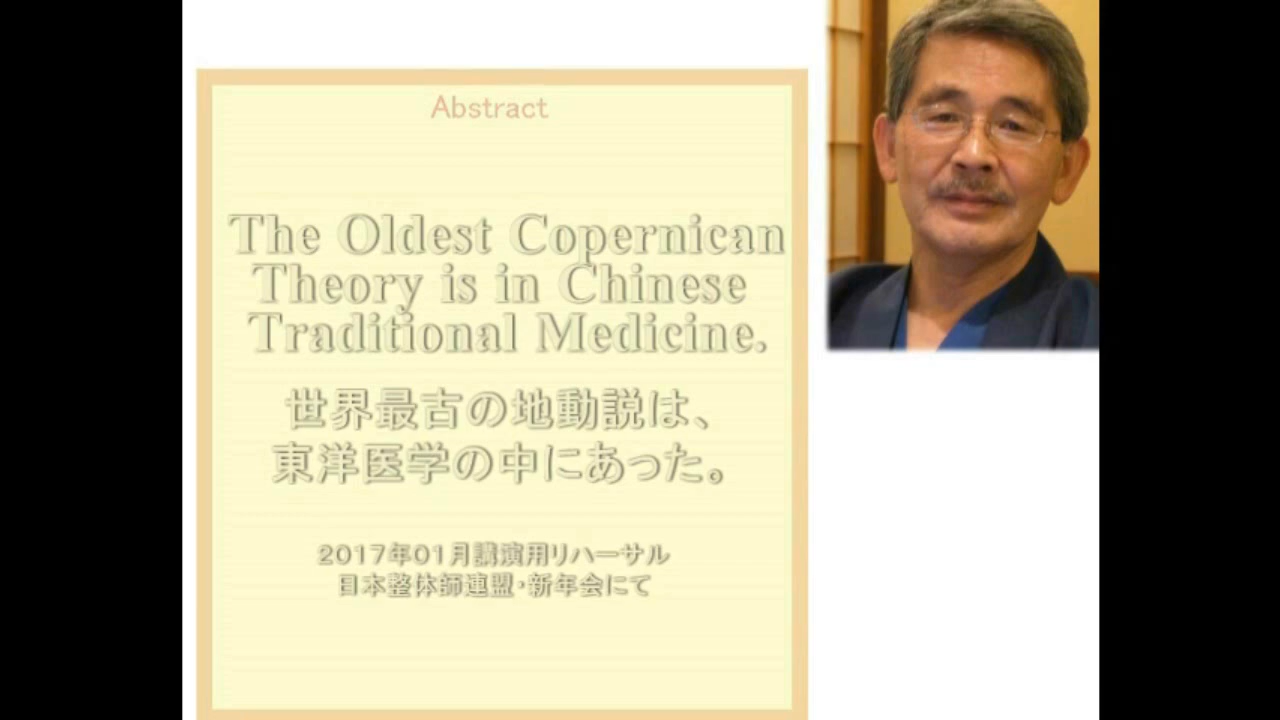 Abstract
The Oldest Copernican
Theory is in Chinese
Traditional Medicine.
世界最古の地動説は、
東洋医学の中にあった。
2017年01月講演用リハーサル
日本整体師連盟・新年会にて